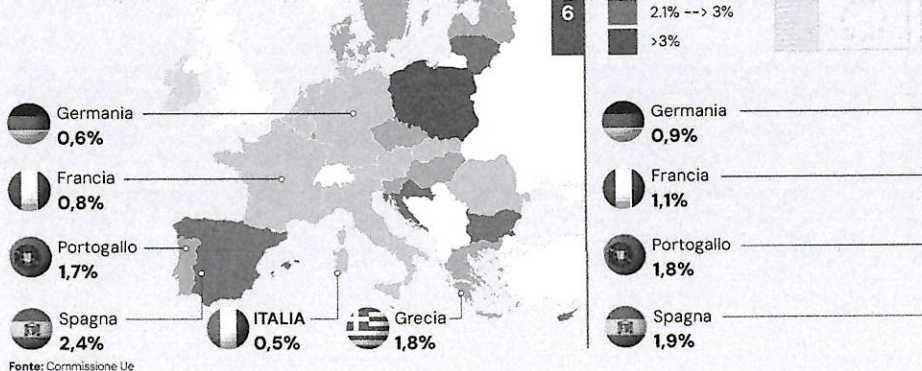 6
2.1% --> 3%
>3%
Germania
0,6%
Francia
0,8%
Portogallo
1,7%
Spagna
2,4%
ITALIA
0,5%
Grecia
1,8%
Fonte: Commissione Ue
Germania
0,9%
Francia
1,1%
Portogallo
1,8%
Spagna
1,9%